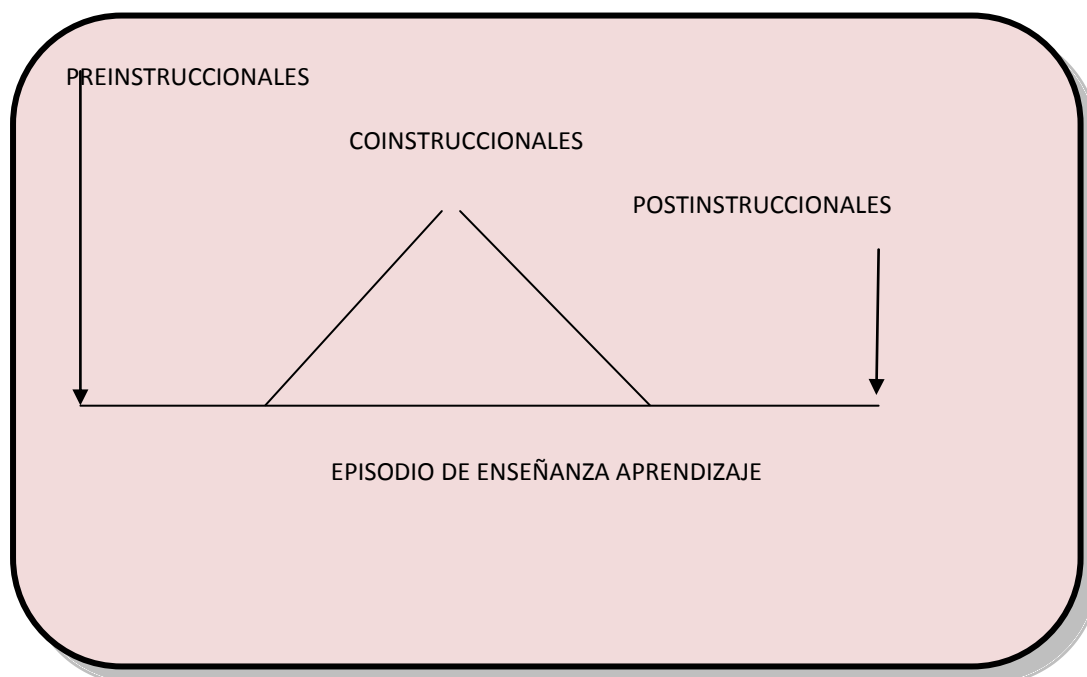 PREINSTRUCCIONALES
COINSTRUCCIONALES
POSTINSTRUCCIONALES
EPISODIO DE ENSEÑANZA APRENDIZAJE